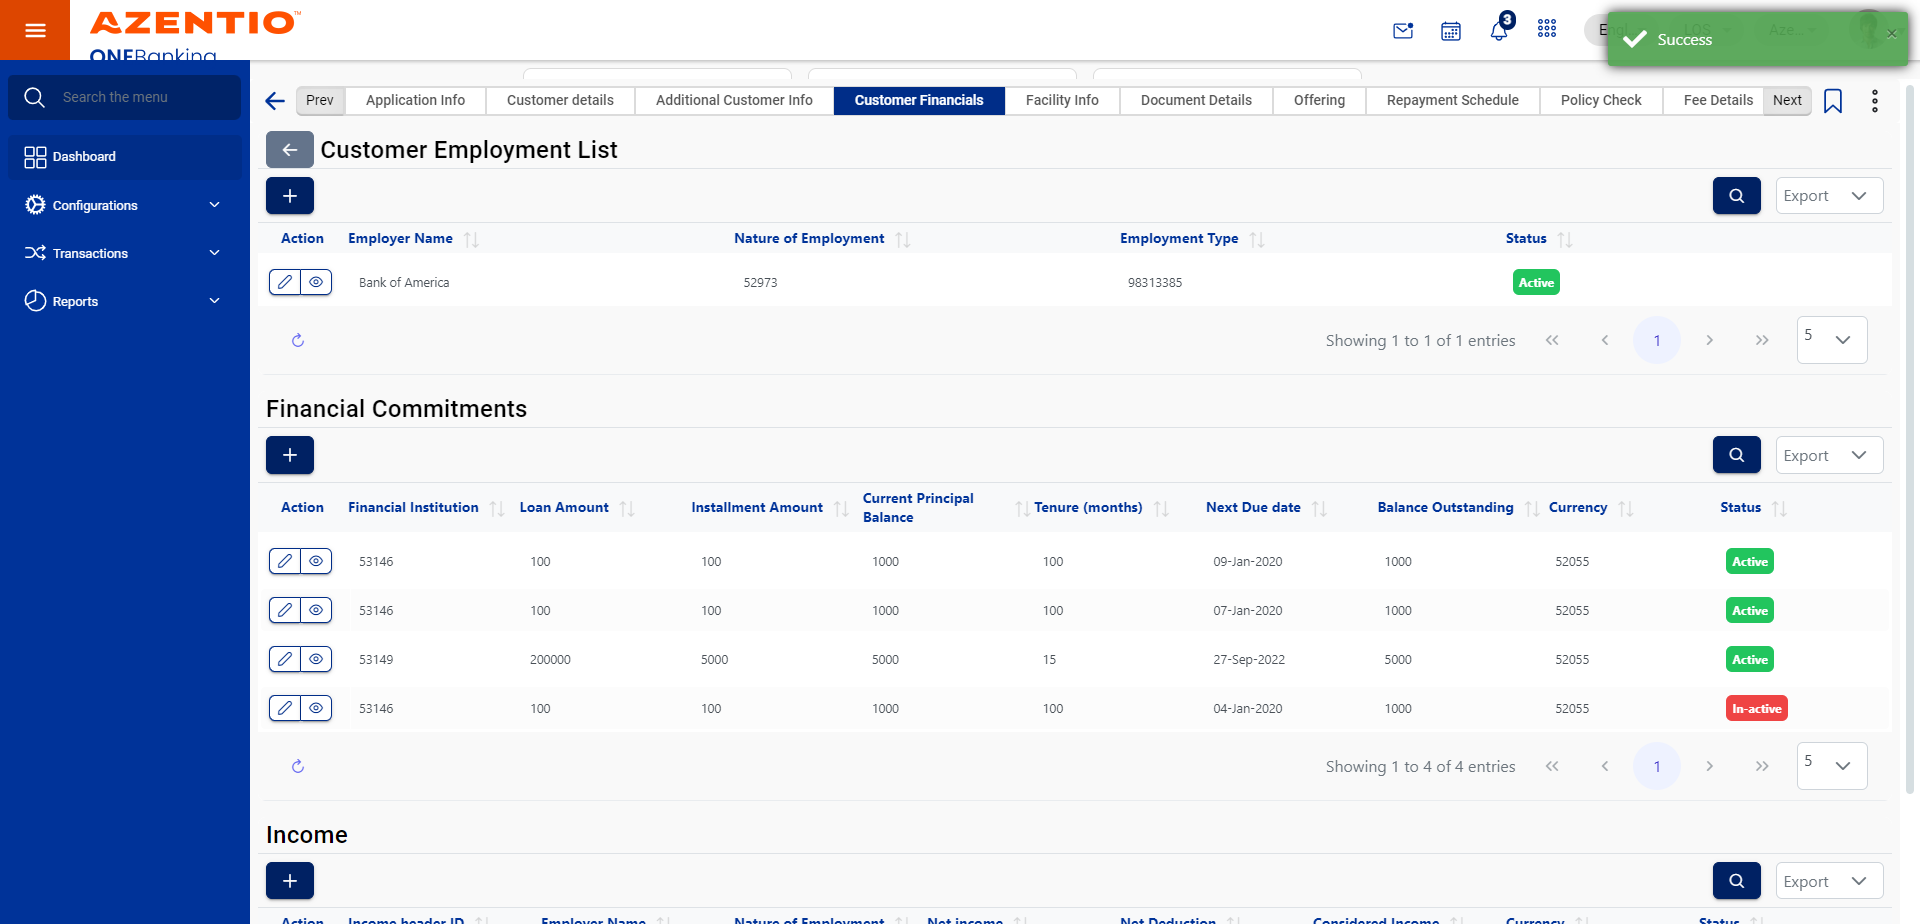 AZENTIO™
ONEBanking
3
Engl
LOS
Aze...
Success
Search the menu
Dashboard
Configurations
Transactions
Reports
Prev
Application Info
Customer details
Additional Customer Info
Customer Financials
Facility Info
Document Details
Offering
Repayment Schedule
Policy Check
Fee Details
Next
Customer Employment List
Export
Action Employer Name Nature of Employment Employment Type Status
Bank of America 52973 98313385 Active
Showing 1 to 1 of 1 entries 1 5
Financial Commitments
Export
Action Financial Institution Loan Amount Installment Amount Current Principal Balance Tenure (months) Next Due date Balance Outstanding Currency Status
53146 100 100 1000 100 09-Jan-2020 1000 52055 Active
53146 100 100 1000 100 07-Jan-2020 1000 52055 Active
53149 200000 5000 5000 15 27-Sep-2022 5000 52055 Active
53146 100 100 1000 100 04-Jan-2020 1000 52055 In-active
Showing 1 to 4 of 4 entries 1 5
Income
Export
Action Income header ID Employer Name Nature of Employment Net income Net Deduction Considered Income Currency Status